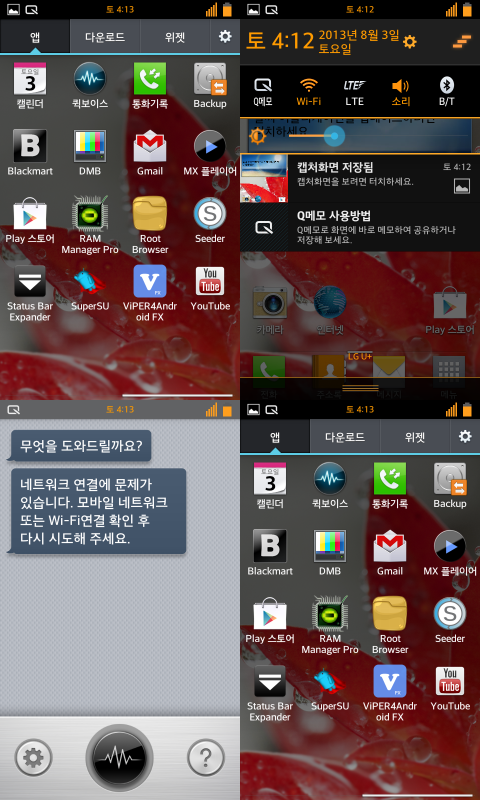 토 4:13
앱 다운로드 위젯
토요일
3
캘린더 퀵보이스 통화기록 Backup
B
Blackmart DMB Gmail MX 플레이어
Play 스토어 RAM Root Seeder
Manager Pro Browser
Status Bar SuperSU ViPER4Andr YouTube
Expander oid FX
토 4:12
토 4:12 2013년 8월 3일
토요일
LTE
Q메모 Wi-Fi LTE 소리 B/T
캡처화면 저장됨 토 4:12
캡처화면을 보려면 터치하세요.
Q메모 사용방법
Q메모로 화면에 바로 메모하여 공유하거나
저장해 보세요.
카메라 인터넷 Play 스토어
LG U+
토 4:13
무엇을 도와드릴까요?
네트워크 연결에 문제가
있습니다. 모바일 네트워크
또는 Wi-Fi연결 확인 후
다시 시도해 주세요.
?
토 4:13
앱 다운로드 위젯
토요일
3
캘린더 퀵보이스 통화기록 Backup
B
Blackmart DMB Gmail MX 플레이어
Play 스토어 RAM Root Seeder
Manager Pro Browser
Status Bar SuperSU ViPER4Andr YouTube
Expander oid FX